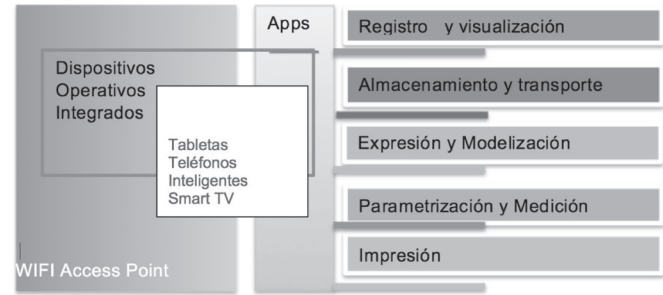 Dispositivos
Operativos
Integrados
Tabletas
Teléfonos
Inteligentes
Smart TV
WIFI Access Point
Apps
Registro y visualización
Almacenamiento y transporte
Expresión y Modelización
Parametrización y Medición
Impresión